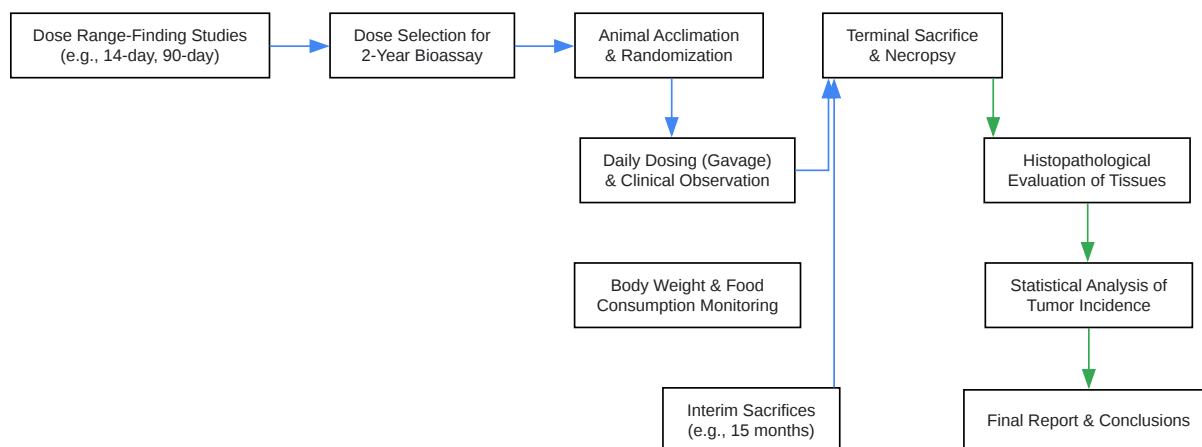 Dose Range-Finding Studies
(e.g., 14-day, 90-day)
Dose Selection for
2-Year Bioassay
Animal Acclimation
& Randomization
Terminal Sacrifice
& Necropsy
Daily Dosing (Gavage)
& Clinical Observation
Histopathological
Evaluation of Tissues
Body Weight & Food
Consumption Monitoring
Statistical Analysis of
Tumor Incidence
Interim Sacrifices
(e.g., 15 months)
Final Report & Conclusions